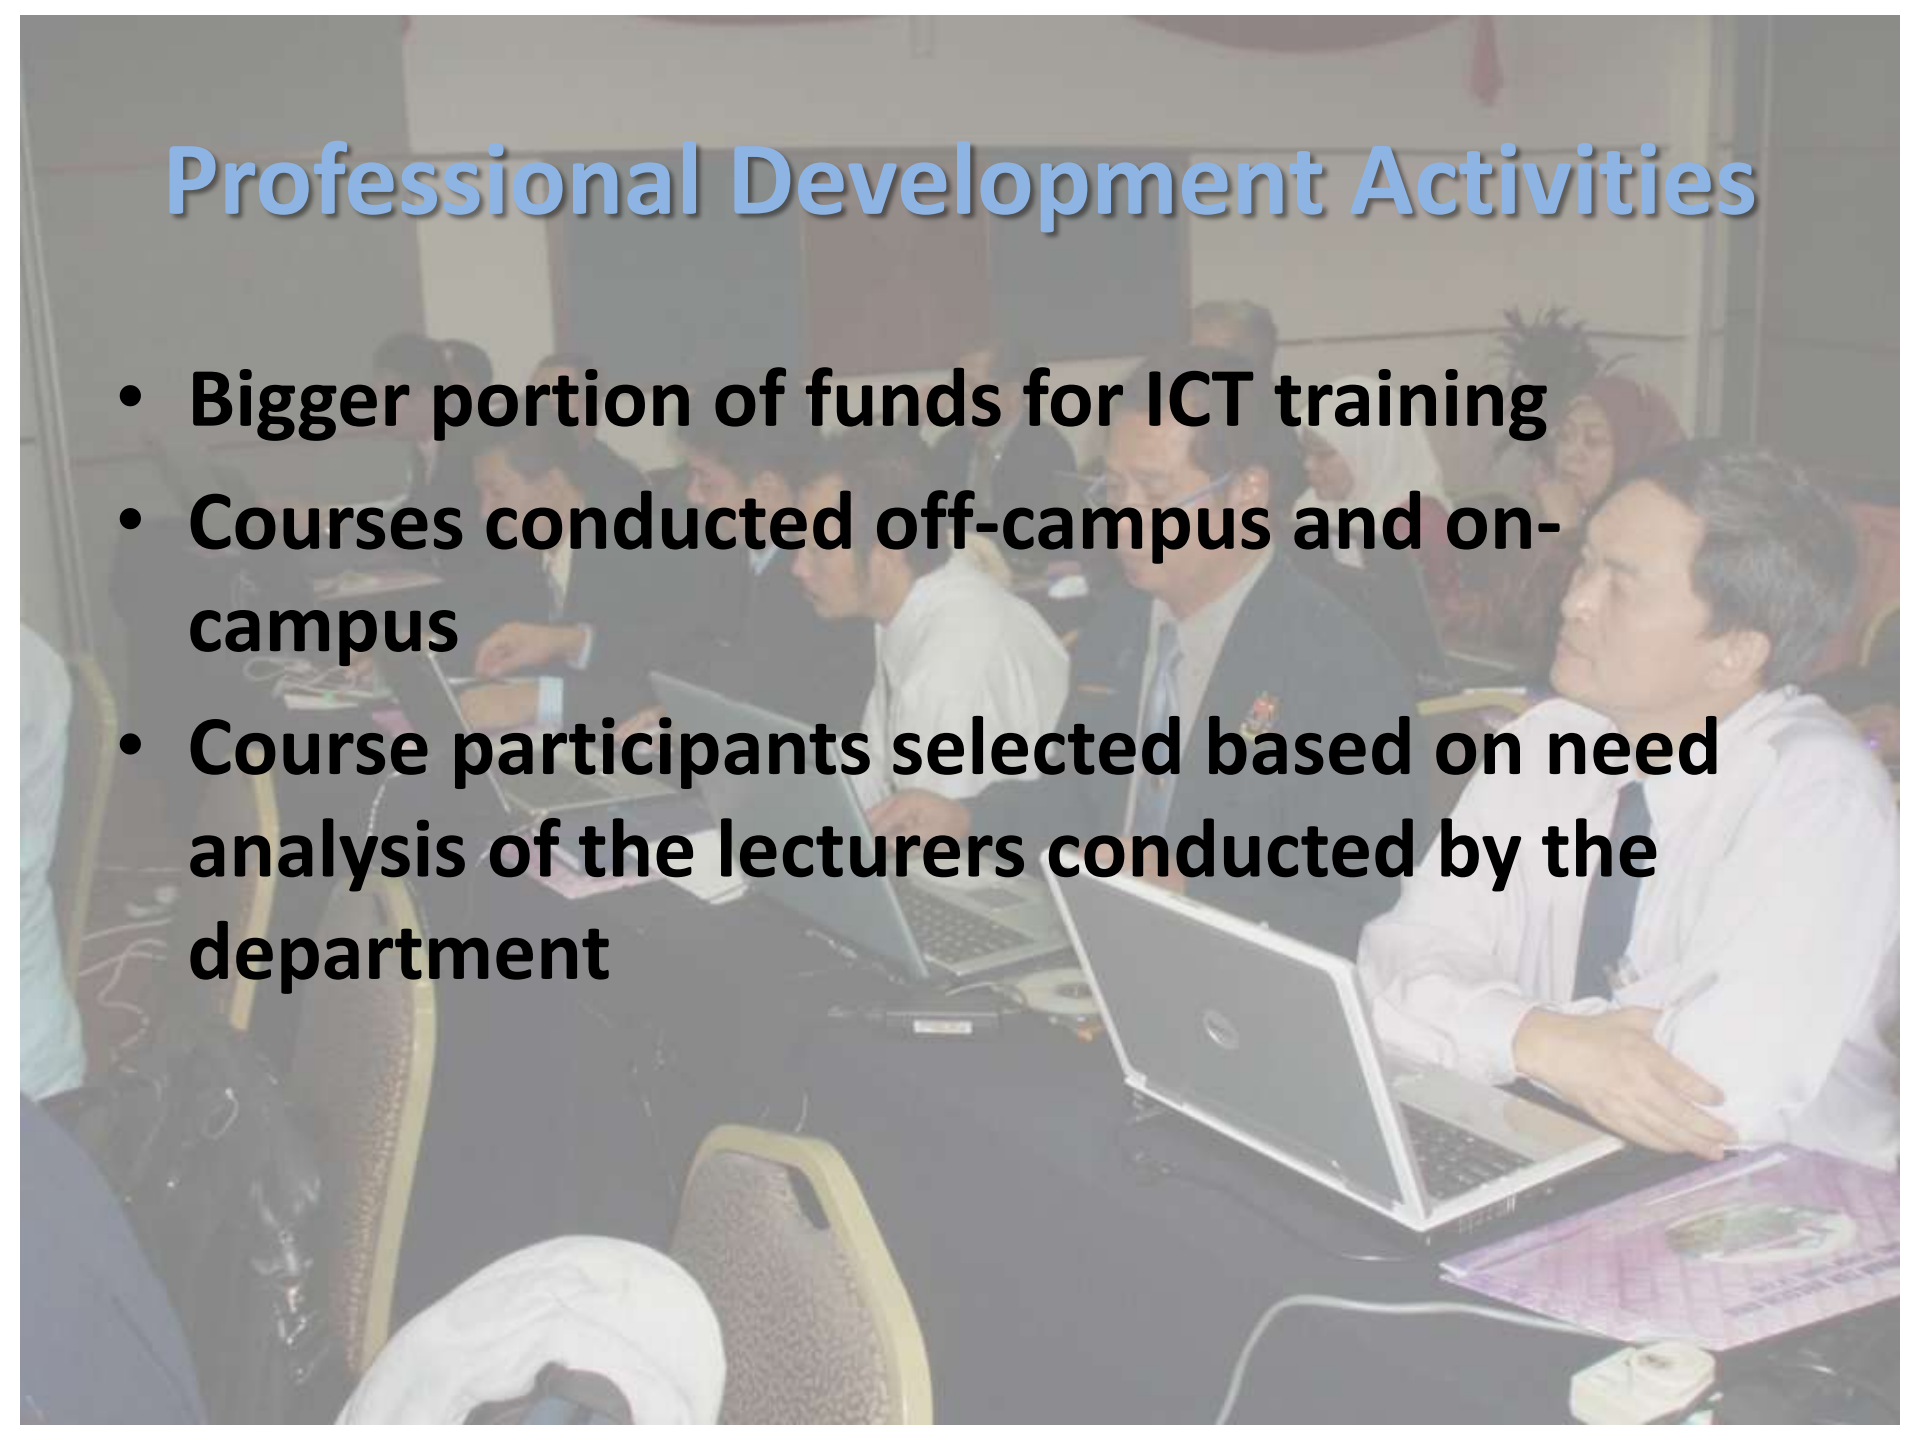 Professional Development Activities
• Bigger portion of funds for ICT training
• Courses conducted off-campus and on-
campus
• Course participants selected based on need
analysis of the lecturers conducted by the
department